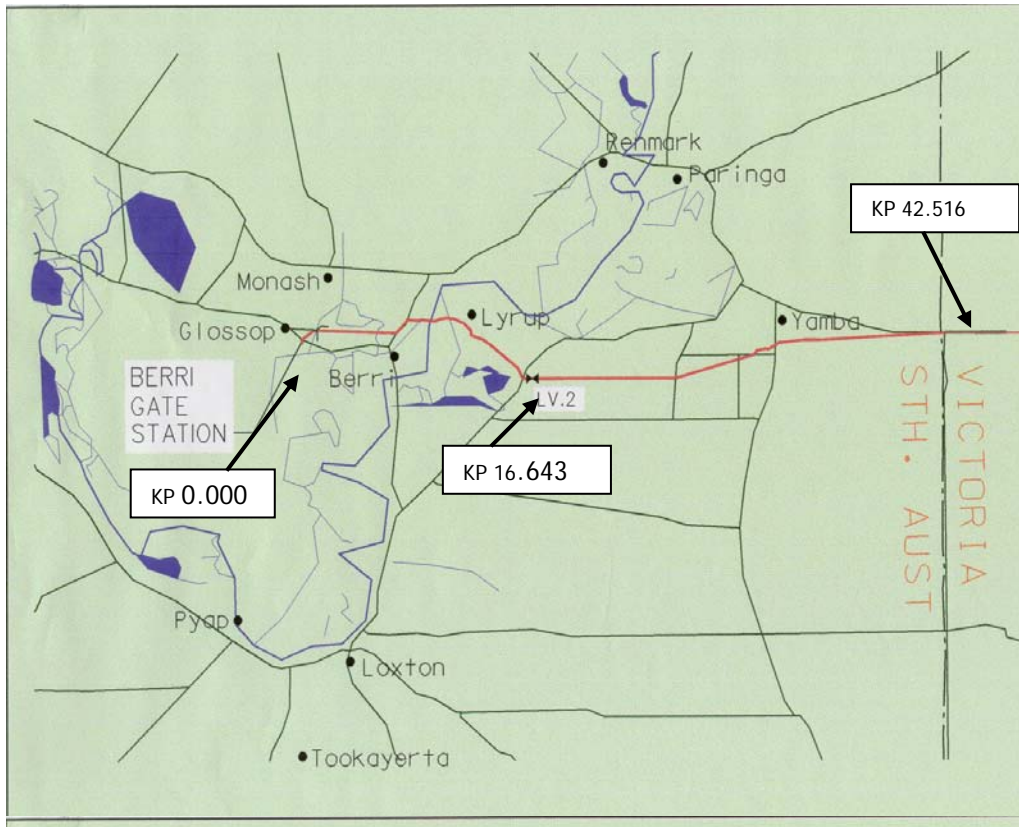 Renmark
Paringa
KP 42.516
Monash
Lyrup
Yamba
Glossop
Berri
BERRI
GATE
STATION
LV.2
KP 0.000
KP 16.643
VICTORIA
STH. AUST
Pyap
Loxton
Tookayerta